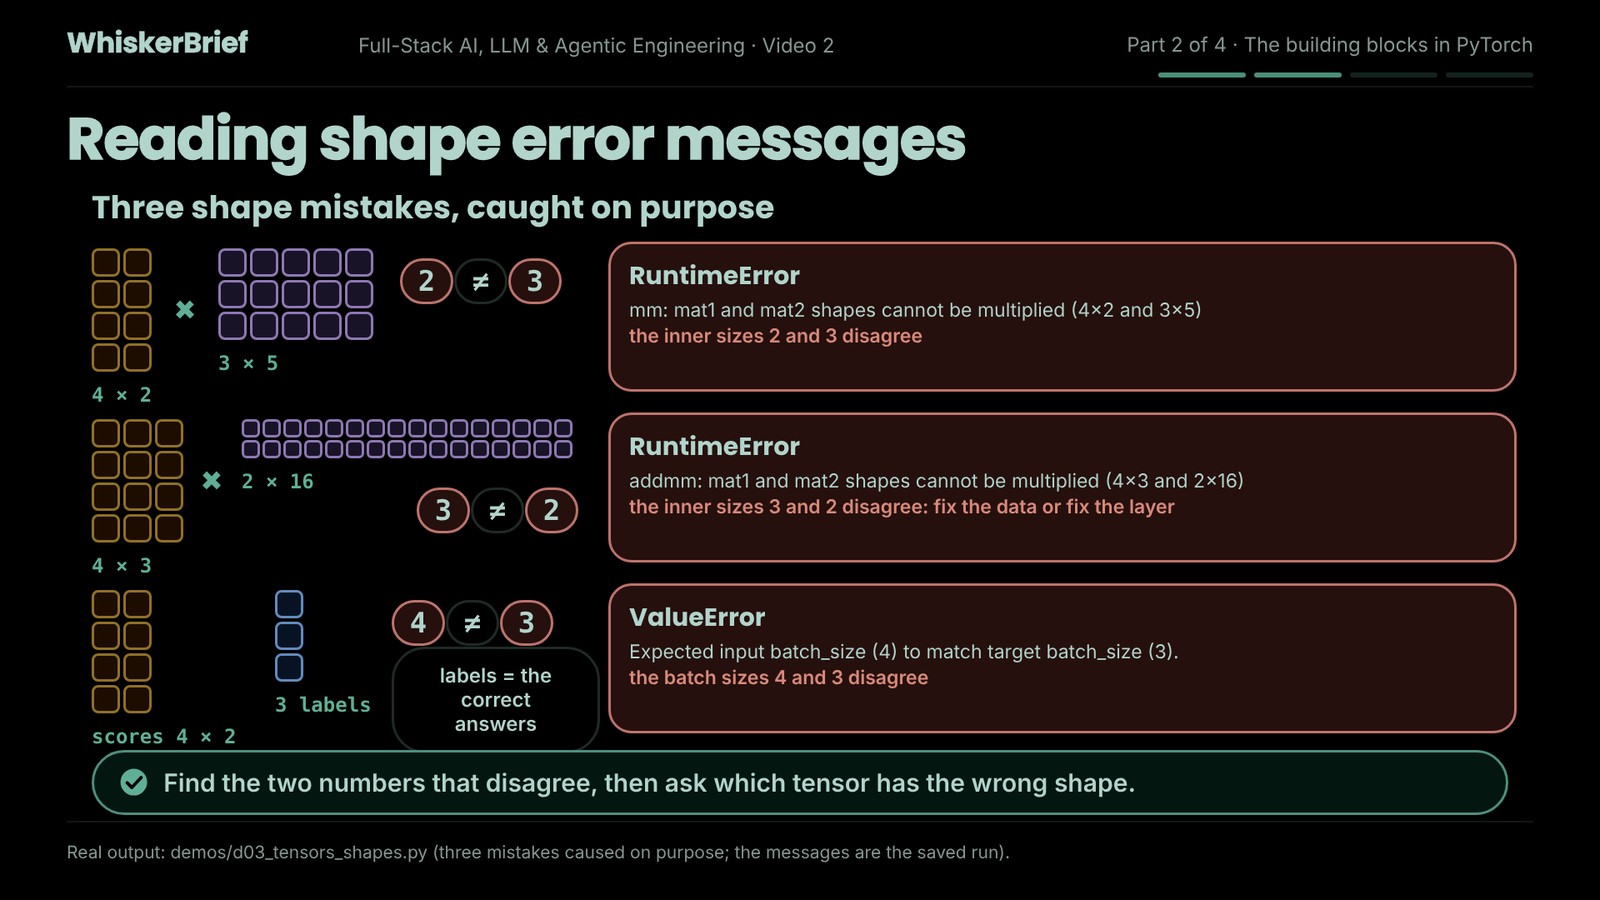 WhiskerBrief
Full-Stack AI, LLM & Agentic Engineering · Video 2
Part 2 of 4 · The building blocks in PyTorch
Reading shape error messages
Three shape mistakes, caught on purpose
4 × 2
×
3 × 5
2 ≠ 3
RuntimeError
mm: mat1 and mat2 shapes cannot be multiplied (4×2 and 3×5)
the inner sizes 2 and 3 disagree
4 × 3
×
2 × 16
3 ≠ 2
RuntimeError
addmm: mat1 and mat2 shapes cannot be multiplied (4×3 and 2×16)
the inner sizes 3 and 2 disagree: fix the data or fix the layer
scores 4 × 2
3 labels
4 ≠ 3
labels = the
correct
answers
ValueError
Expected input batch_size (4) to match target batch_size (3).
the batch sizes 4 and 3 disagree
Find the two numbers that disagree, then ask which tensor has the wrong shape.
Real output: demos/d03_tensors_shapes.py (three mistakes caused on purpose; the messages are the saved run).